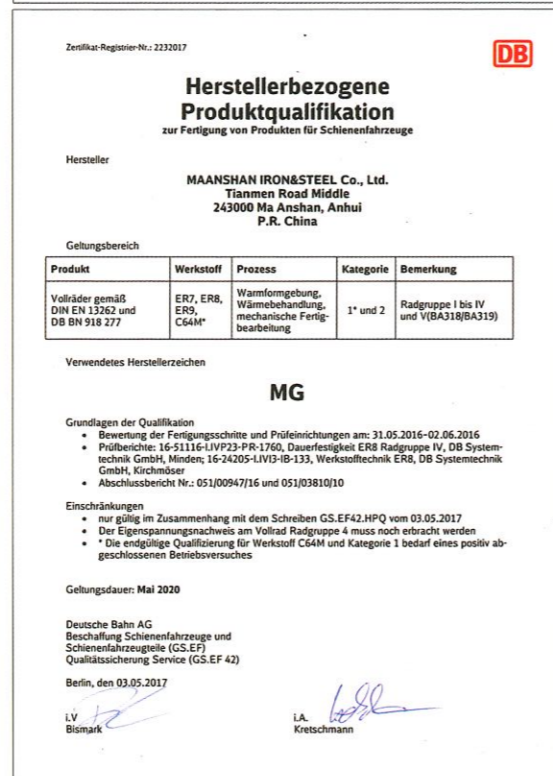 Zertifikat-Registrier-Nr.: 2232017
DB
Herstellerbezogene
Produktqualifikation
zur Fertigung von Produkten für Schienenfahrzeuge
Hersteller
MAANSHAN IRON&STEEL Co., Ltd.
Tianmen Road Middle
243000 Ma Anshan, Anhui
P.R. China
Geltungsbereich
Produkt Werkstoff Prozess Kategorie Bemerkung
Vollräder gemäß
DIN EN 13262 und
DB BN 918 277
ER7, ER8,
ER9,
C64M*
Warmformgebung,
Wärmebehandlung,
mechanische Fertig-
bearbeitung
1* und 2
Radgruppe I bis IV
und V(BA318/BA319)
Verwendetes Herstellerzeichen
MG
Grundlagen der Qualifikation
• Bewertung der Fertigungsschritte und Prüfeinrichtungen am: 31.05.2016-02.06.2016
• Prüfberichte: 16-51116-I.IVP23-PR-1760, Dauerfestigkeit ER8 Radgruppe IV, DB System-
technik GmbH, Minden; 16-24205-I.IVI3-IB-133, Werkstofftechnik ER8, DB Systemtechnik
GmbH, Kirchmöser
• Abschlussbericht Nr.: 051/00947/16 und 051/03810/10
Einschränkungen
• nur gültig im Zusammenhang mit dem Schreiben GS.EF42.HPQ vom 03.05.2017
• Der Eigenspannungsnachweis am Vollrad Radgruppe 4 muss noch erbracht werden
• * Die endgültige Qualifizierung für Werkstoff C64M und Kategorie 1 bedarf eines positiv ab-
geschlossenen Betriebsversuches
Geltungsdauer: Mai 2020
Deutsche Bahn AG
Beschaffung Schienenfahrzeuge und
Schienenfahrzeugteile (GS.EF)
Qualitätssicherung Service (GS.EF 42)
Berlin, den 03.05.2017
i.V
Bismark
i.A.
Kretschmann